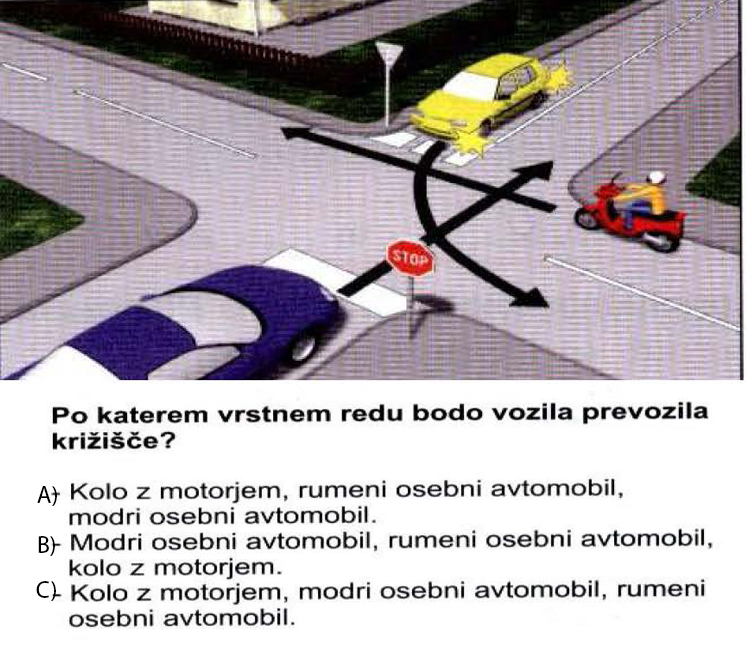 STOP
Po katerem vrstnem redu bodo vozila prevozila
križišče?
A)- Kolo z motorjem, rumeni osebni avtomobil,
modri osebni avtomobil.
B)- Modri osebni avtomobil, rumeni osebni avtomobil,
kolo z motorjem.
C)- Kolo z motorjem, modri osebni avtomobil, rumeni
osebni avtomobil.